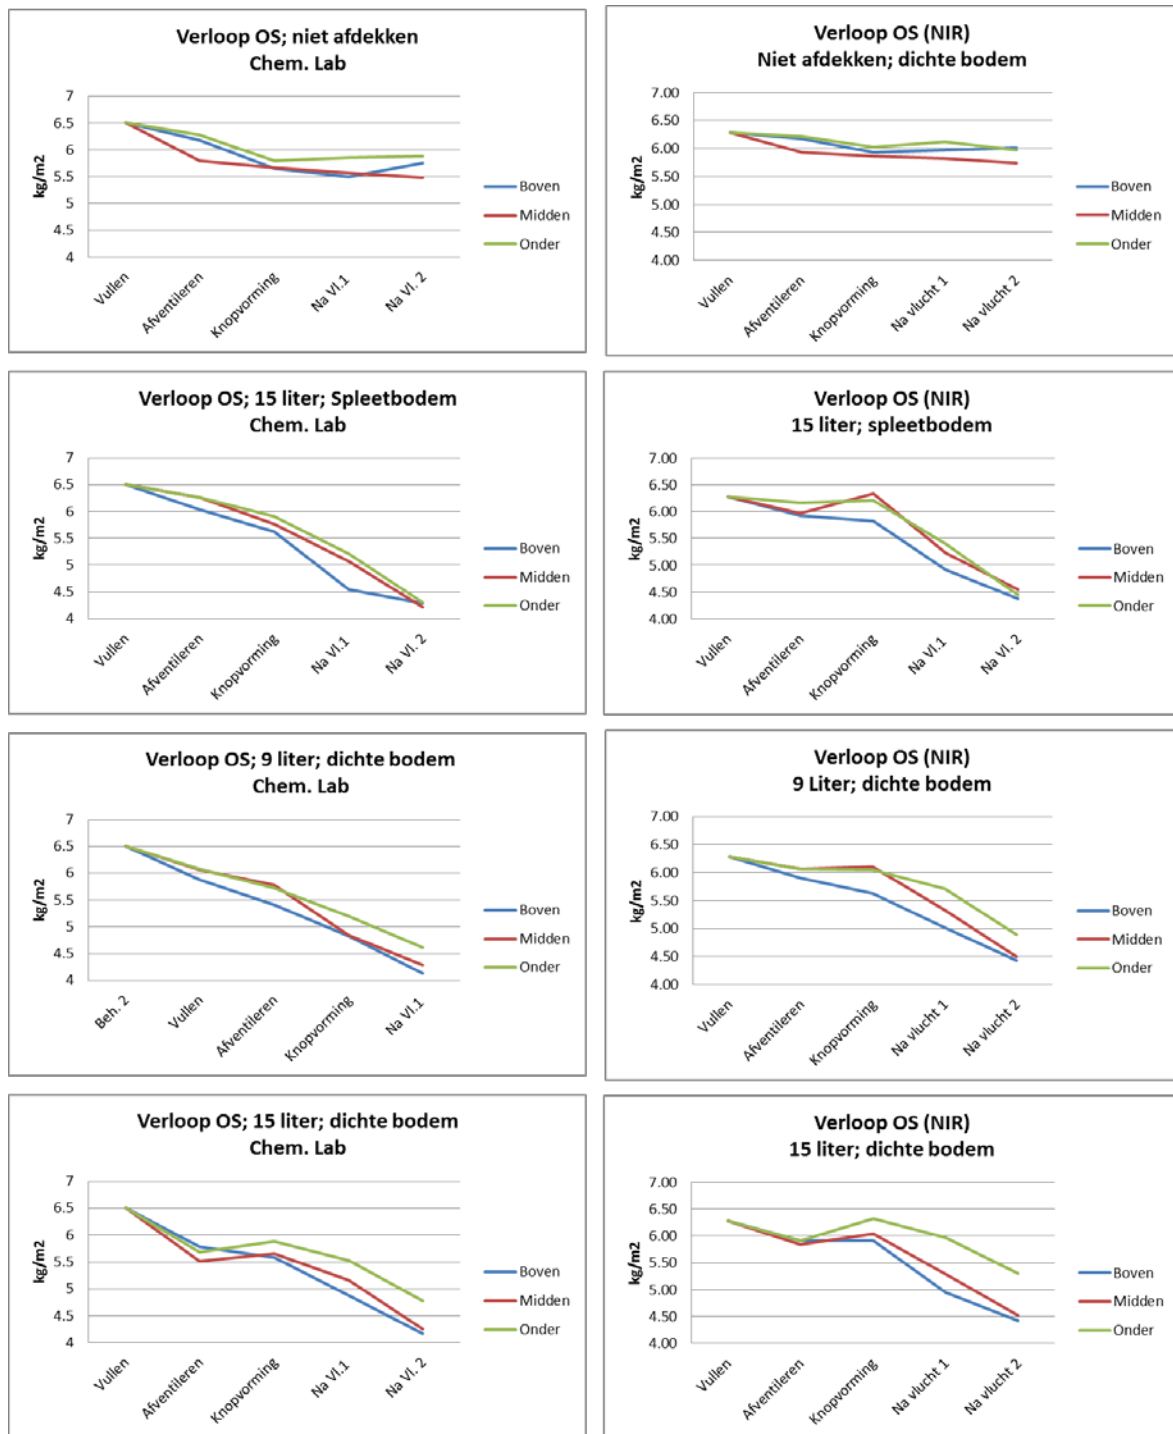 Verloop OS; niet afdekken
Chem. Lab
kg/m2
7
6.5
6
5.5
5
4.5
4
Vullen
Afventileren
Knopvorming
Na Vl.1
Na Vl. 2
Boven
Midden
Onder
Verloop OS (NIR)
Niet afdekken; dichte bodem
kg/m2
7.00
6.50
6.00
5.50
5.00
4.50
4.00
Vullen
Afventileren
Knopvorming
Na vlucht 1
Na vlucht 2
Boven
Midden
Onder
Verloop OS; 15 liter; Spleetbodem
Chem. Lab
kg/m2
7
6.5
6
5.5
5
4.5
4
Vullen
Afventileren
Knopvorming
Na Vl.1
Na Vl. 2
Boven
Midden
Onder
Verloop OS (NIR)
15 liter; spleetbodem
kg/m2
7.00
6.50
6.00
5.50
5.00
4.50
4.00
Vullen
Afventileren
Knopvorming
Na Vl.1
Na Vl. 2
Boven
Midden
Onder
Verloop OS; 9 liter; dichte bodem
Chem. Lab
kg/m2
7
6.5
6
5.5
5
4.5
4
Beh. 2
Vullen
Afventileren
Knopvorming
Na Vl.1
Boven
Midden
Onder
Verloop OS (NIR)
9 Liter; dichte bodem
kg/m2
7.00
6.50
6.00
5.50
5.00
4.50
4.00
Vullen
Afventileren
Knopvorming
Na vlucht 1
Na vlucht 2
Boven
Midden
Onder
Verloop OS; 15 liter; dichte bodem
Chem. Lab
kg/m2
7
6.5
6
5.5
5
4.5
4
Vullen
Afventileren
Knopvorming
Na Vl.1
Na Vl. 2
Boven
Midden
Onder
Verloop OS (NIR)
15 liter; dichte bodem
kg/m2
7.00
6.50
6.00
5.50
5.00
4.50
4.00
Vullen
Afventileren
Knopvorming
Na vlucht 1
Na vlucht 2
Boven
Midden
Onder